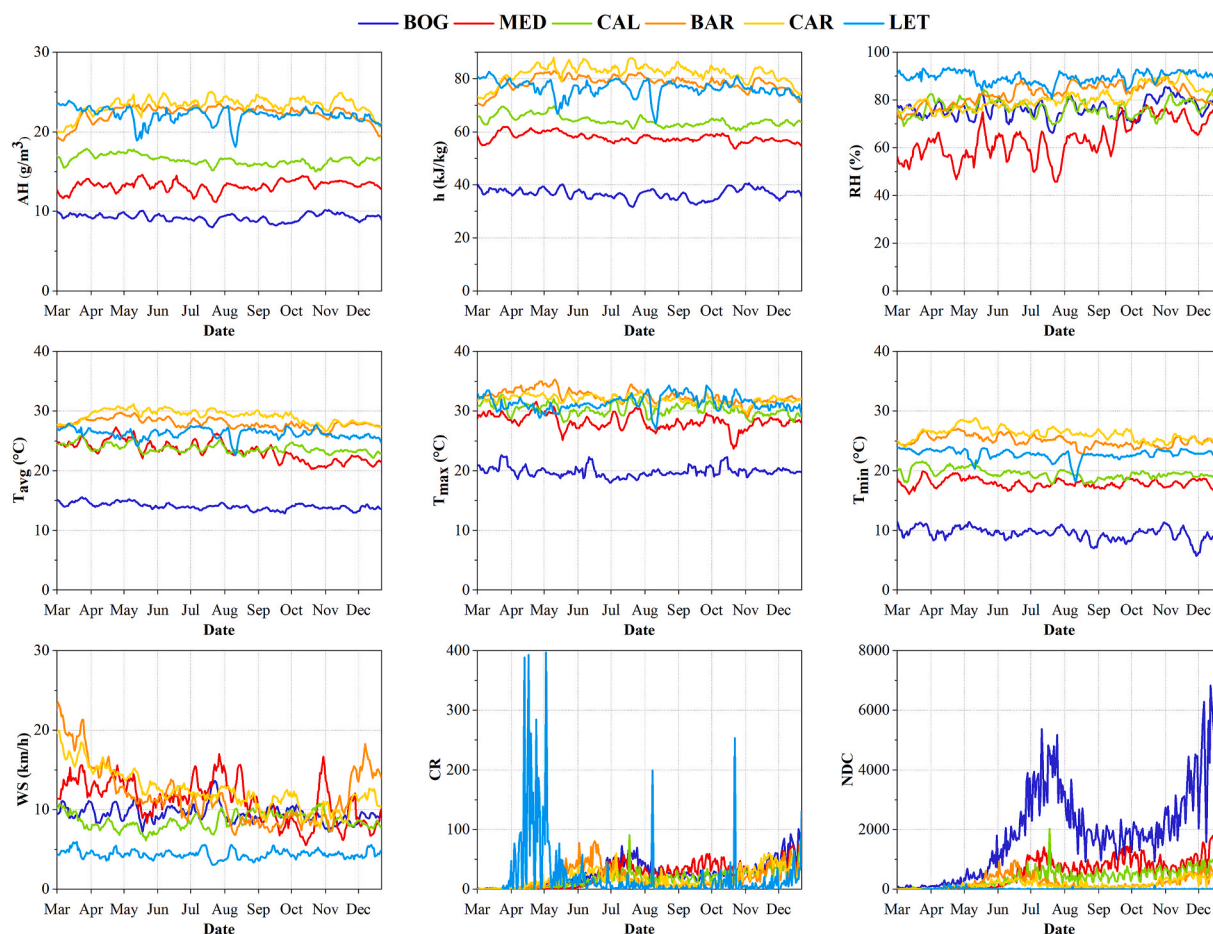 BOG MED CAL BAR CAR LET
AH (g/m³)
30
20
10
0
Mar Apr May Jun Jul Aug Sep Oct Nov Dec
Date
h (kJ/kg)
80
60
40
20
0
Mar Apr May Jun Jul Aug Sep Oct Nov Dec
Date
RH (%)
100
80
60
40
20
0
Mar Apr May Jun Jul Aug Sep Oct Nov Dec
Date
Tavg (°C)
40
30
20
10
0
Mar Apr May Jun Jul Aug Sep Oct Nov Dec
Date
Tmax (°C)
40
30
20
10
0
Mar Apr May Jun Jul Aug Sep Oct Nov Dec
Date
Tmin (°C)
40
30
20
10
0
Mar Apr May Jun Jul Aug Sep Oct Nov Dec
Date
WS (km/h)
30
20
10
0
Mar Apr May Jun Jul Aug Sep Oct Nov Dec
Date
CR
400
300
200
100
0
Mar Apr May Jun Jul Aug Sep Oct Nov Dec
Date
NDC
8000
6000
4000
2000
0
Mar Apr May Jun Jul Aug Sep Oct Nov Dec
Date